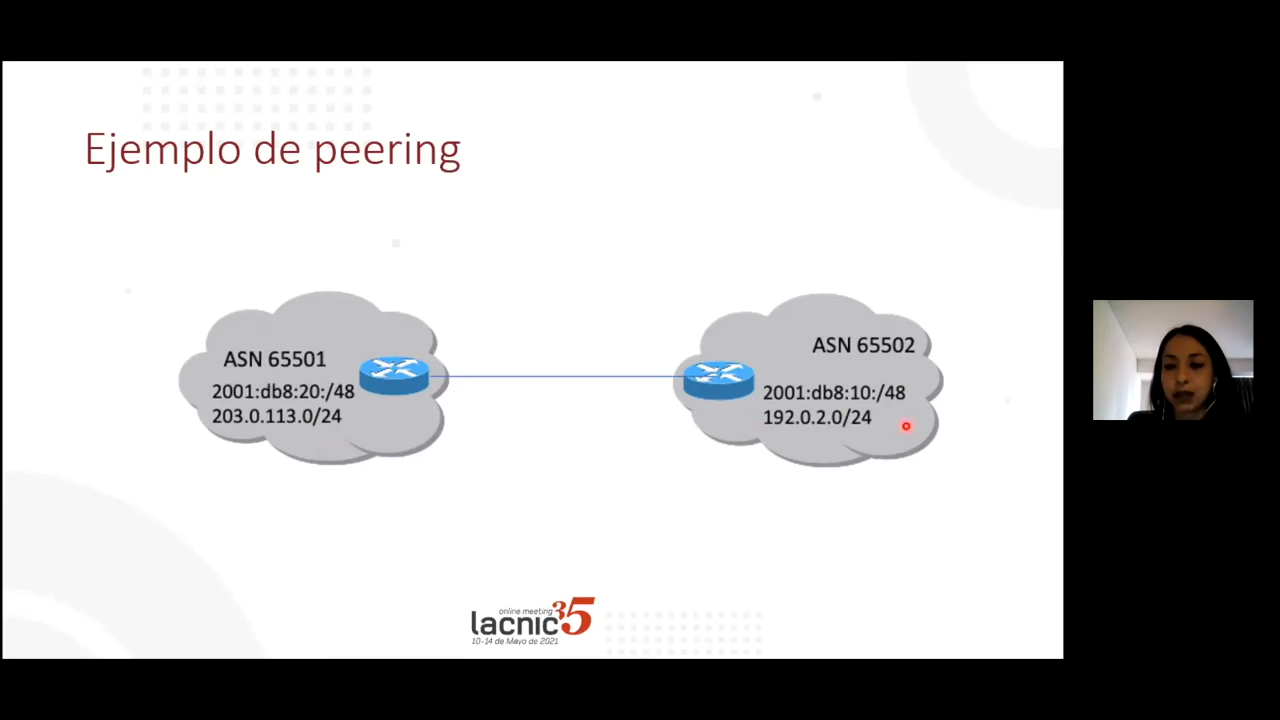 Ejemplo de peering
ASN 65501
2001:db8:20:/48
203.0.113.0/24
ASN 65502
2001:db8:10:/48
192.0.2.0/24
online meeting
lacnic35
10-14 de Mayo de 2021